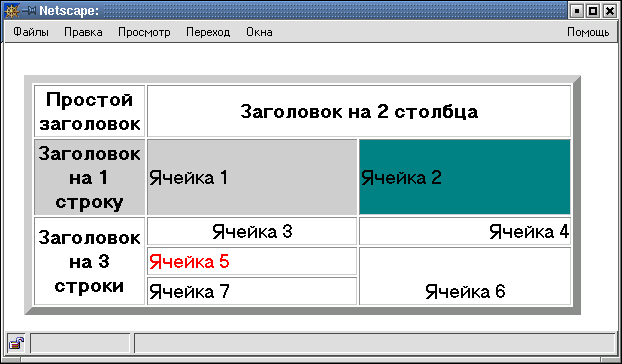 Netscape:
Файлы Правка Просмотр Переход Окна Помощь
Простой
заголовок
Заголовок на 2 столбца
Заголовок
на 1
строку
Ячейка 1
Ячейка 2
Заголовок
на 3
строки
Ячейка 3
Ячейка 4
Ячейка 5
Ячейка 7
Ячейка 6